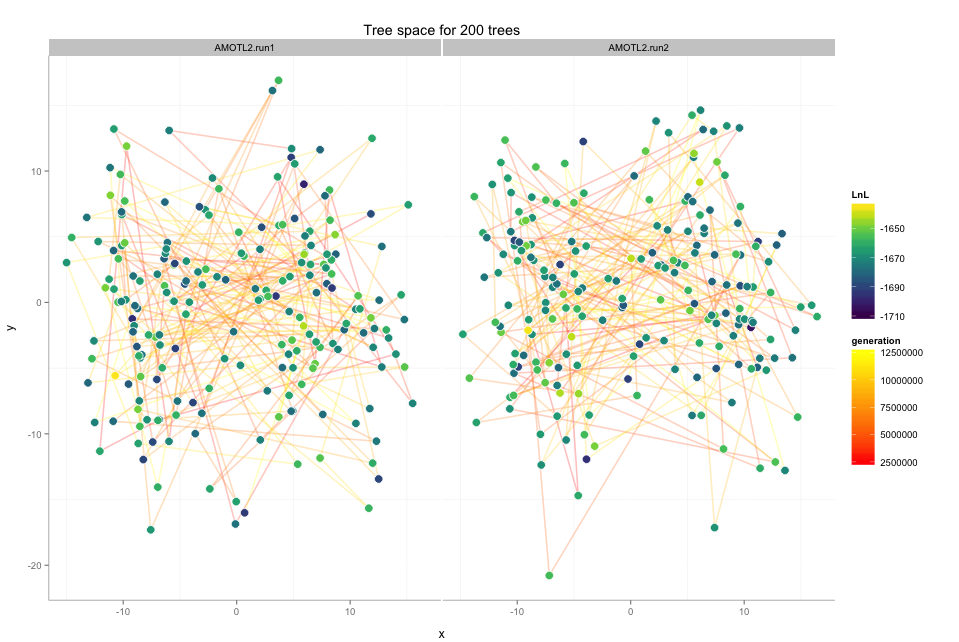 Tree space for 200 trees
AMOTL2.run1 AMOTL2.run2
10
0
-10
-20
y
-10 0 10 -10 0 10
x
LnL
-1650
-1670
-1690
-1710
generation
12500000
10000000
7500000
5000000
2500000